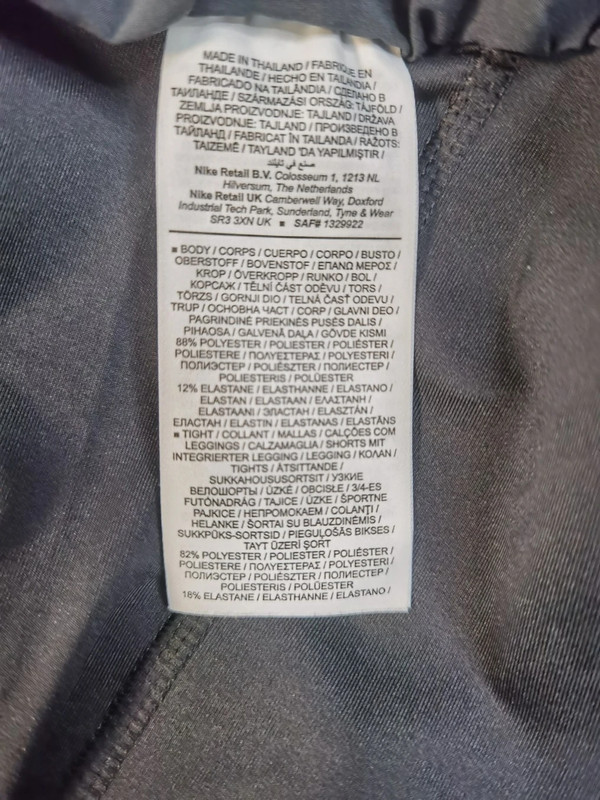 MADE IN THAILAND / FABRIQUÉ EN
THAILANDE / HECHO EN TAILANDIA /
FABRICADO NA TAILÂNDIA / СДЕЛАНО В
ТАИЛАНДЕ / SZÁRMAZÁSI ORSZÁG: TÁJFÖLD /
ZEMLJA PROIZVODNJE: TAJLAND / DRŽAVA
PROIZVODNJE: TAJLAND / ПРОИЗВЕДЕНО В
ТАЙЛАНД / FABRICAT ÎN TAILANDA / RAŽOTS:
TAIZEMĒ / TAYLAND 'DA YAPILMIŞTIR /
صنع في تايلند
Nike Retail B.V. Colosseum 1, 1213 NL
Hilversum, The Netherlands
Nike Retail UK Camberwell Way, Doxford
Industrial Tech Park, Sunderland, Tyne & Wear
SR3 3XN UK ■ SAF# 1329922
■ BODY / CORPS / CUERPO / CORPO / BUSTO /
OBERSTOFF / BOVENSTOF / ΕΠΑΝΩ ΜΕΡΟΣ /
KROP / ÖVERKROPP / RUNKO / BOL /
КОРСАЖ / TĚLNÍ ČÁST ODĚVU / TORS /
TÖRZS / GORNJI DIO / TELNÁ ČASŤ ODEVU /
TRUP / ОСНОВНА ЧАСТ / CORP / GLAVNI DEO /
PAGRINDINĖ PRIEKINĖS PUSĖS DALIS /
PIHAOSA / GALVENĀ DAĻA / GÖVDE KISMI
88% POLYESTER / POLIESTER / POLIÉSTER /
POLIESTERE / ΠΟΛΥΕΣΤΕΡΑΣ / POLYESTERI /
ПОЛИЭСТЕР / POLIÉSZTER / ПОЛИЕСТЕР /
POLIESTERIS / POLÜESTER
12% ELASTANE / ELASTHANNE / ELASTANO /
ELASTAN / ELASTAAN / ΕΛΑΣΤΑΝΗ /
ELASTAANI / ЭЛАСТАН / ELASZTÁN /
ЕЛАСТАН / ELASTIN / ELASTANAS / ELASTĀNS
■ TIGHT / COLLANT / MALLAS / CALÇÕES COM
LEGGINGS / CALZAMAGLIA / SHORTS MIT
INTEGRIERTER LEGGING / LEGGING / ΚΟΛΑΝ /
TIGHTS / ÅTSITTANDE /
SUKKAHOUSUSORTSIT / УЗКИЕ
ВЕЛОШОРТЫ / ÚZKÉ / OBCISŁE / 3/4-ES
FUTÓNADRÁG / TAJICE / ÚZKE / ŠPORTNE
PAJKICE / НЕПРОМОКАЕМ / COLANȚI /
HELANKE / ŠORTAI SU BLAUZDINĖMIS /
SUKKPÜKS-SORTSID / PIEGUĻOŠĀS BIKSES /
TAYT ÜZERİ ŞORT
82% POLYESTER / POLIESTER / POLIÉSTER /
POLIESTERE / ΠΟΛΥΕΣΤΕΡΑΣ / POLYESTERI /
ПОЛИЭСТЕР / POLIÉSZTER / ПОЛИЕСТЕР /
POLIESTERIS / POLÜESTER
18% ELASTANE / ELASTHANNE / ELASTANO /